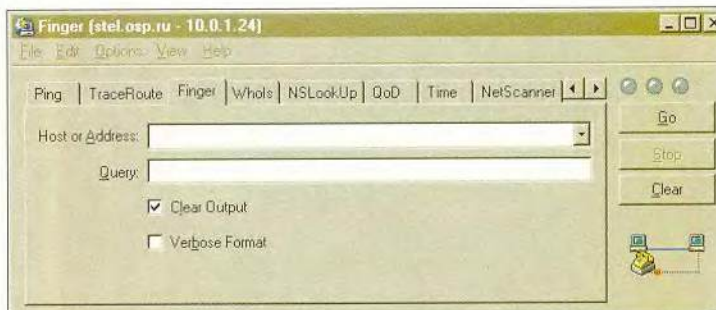 Finger (stel.osp.ru - 10.0.1.24)
File Edit Options View Help
Ping TraceRoute Finger WhoIs NSLookUp QoD Time NetScanner
Host or Address:
Query:
Clear Output
Verbose Format
Go
Stop
Clear